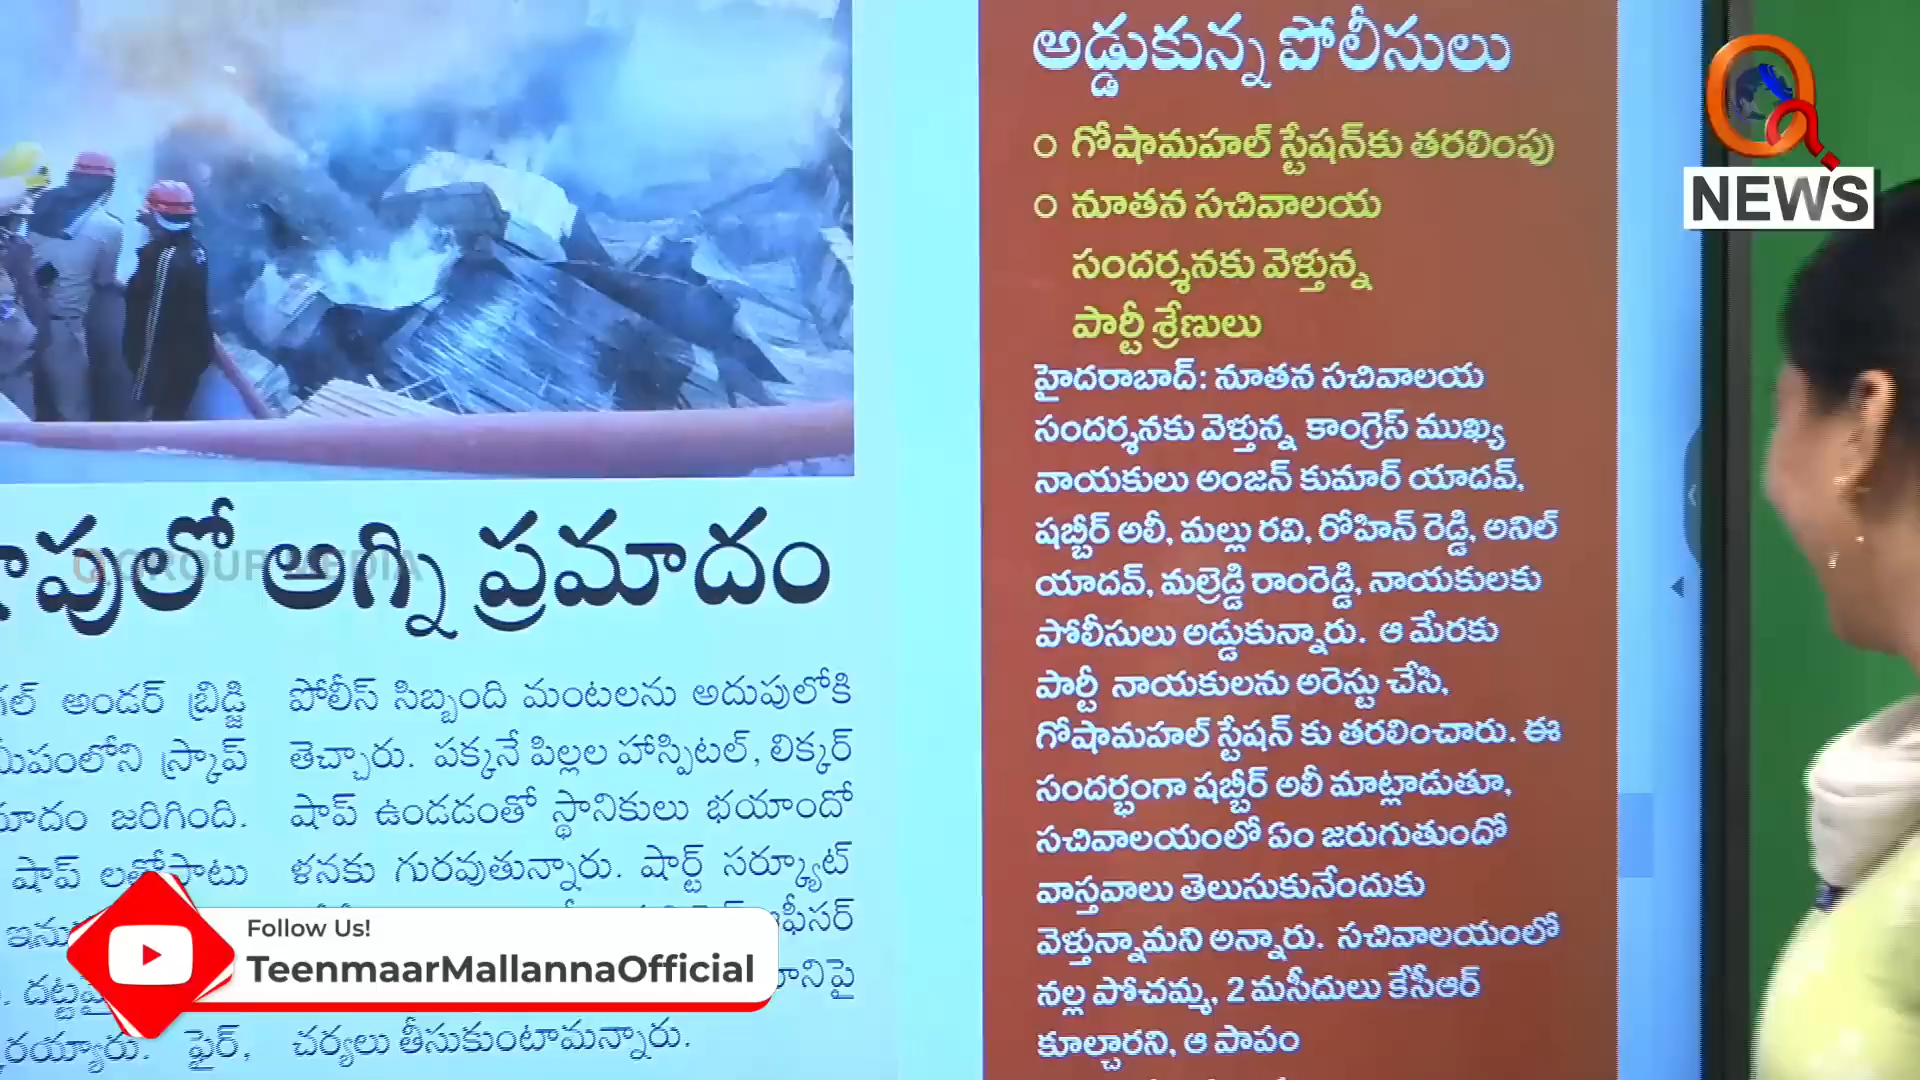 అడ్డుకున్న పోలీసులు
గోషామహల్ స్టేషన్‌కు తరలింపు
నూతన సచివాలయ
సందర్శనకు వెళ్తున్న
పార్టీ శ్రేణులు
హైదరాబాద్: నూతన సచివాలయ
సందర్శనకు వెళ్తున్న కాంగ్రెస్ ముఖ్య
నాయకులు అంజన్ కుమార్ యాదవ్,
షబ్బీర్ అలీ, మల్లు రవి, రోహిన్ రెడ్డి, అనిల్
యాదవ్, మల్రెడ్డి రాంరెడ్డి, నాయకులకు
పోలీసులు అడ్డుకున్నారు. ఆ మేరకు
పార్టీ నాయకులను అరెస్టు చేసి,
గోషామహల్ స్టేషన్ కు తరలించారు. ఈ
సందర్భంగా షబ్బీర్ అలీ మాట్లాడుతూ,
సచివాలయంలో ఏం జరుగుతుందో
వాస్తవాలు తెలుసుకునేందుకు
వెళ్తున్నామని అన్నారు. సచివాలయంలో
నల్ల పోచమ్మ, 2 మసీదులు కేసీఆర్
కూల్చారని, ఆ పాపం
అగ్ని ప్రమాదం
GROUP MEDIA
అండర్ బ్రిడ్జి
స్క్రాప్
జరిగింది.
షాప్ లతోపాటు
ఫైర్,
పోలీస్ సిబ్బంది మంటలను అదుపులోకి
తెచ్చారు. పక్కనే పిల్లల హాస్పిటల్, లిక్కర్
షాప్ ఉండడంతో స్థానికులు భయాందో
ళనకు గురవుతున్నారు. షార్ట్ సర్క్యూట్
చర్యలు తీసుకుంటామన్నారు.
Follow Us!
TeenmaarMallannaOfficial
Q
NEWS